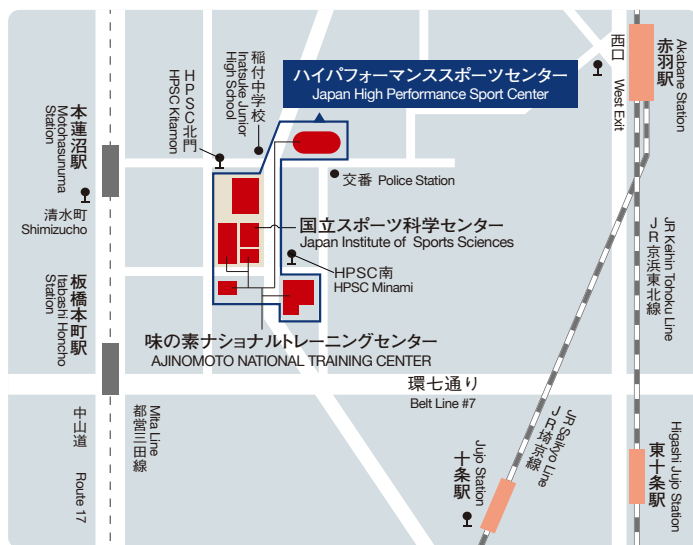 ハイパフォーマンススポーツセンター
Japan High Performance Sport Center
西口
West Exit
赤羽駅
Akabane Station
稲付中学校
Inatsuke Junior
High School
HPSC北門
HPSC Kitamon
本蓮沼駅
Motohasunuma
Station
交番 Police Station
清水町
Shimizucho
国立スポーツ科学センター
Japan Institute of Sports Sciences
HPSC南
HPSC Minami
JR Keihin Tohoku Line
JR京浜東北線
板橋本町駅
Itabashi Honcho
Station
味の素ナショナルトレーニングセンター
AJINOMOTO NATIONAL TRAINING CENTER
環七通り
Belt Line #7
中山道
Route 17
Mita Line
都営三田線
JR Saikyo Line
JR埼京線
Jujo Station
十条駅
Higashi Jujo Station
東十条駅